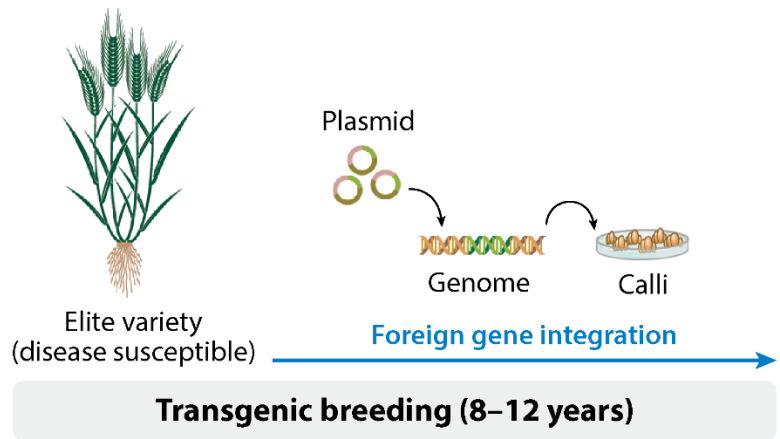 Plasmid
Genome
Calli
Elite variety
(disease susceptible)
Foreign gene integration
Transgenic breeding (8–12 years)